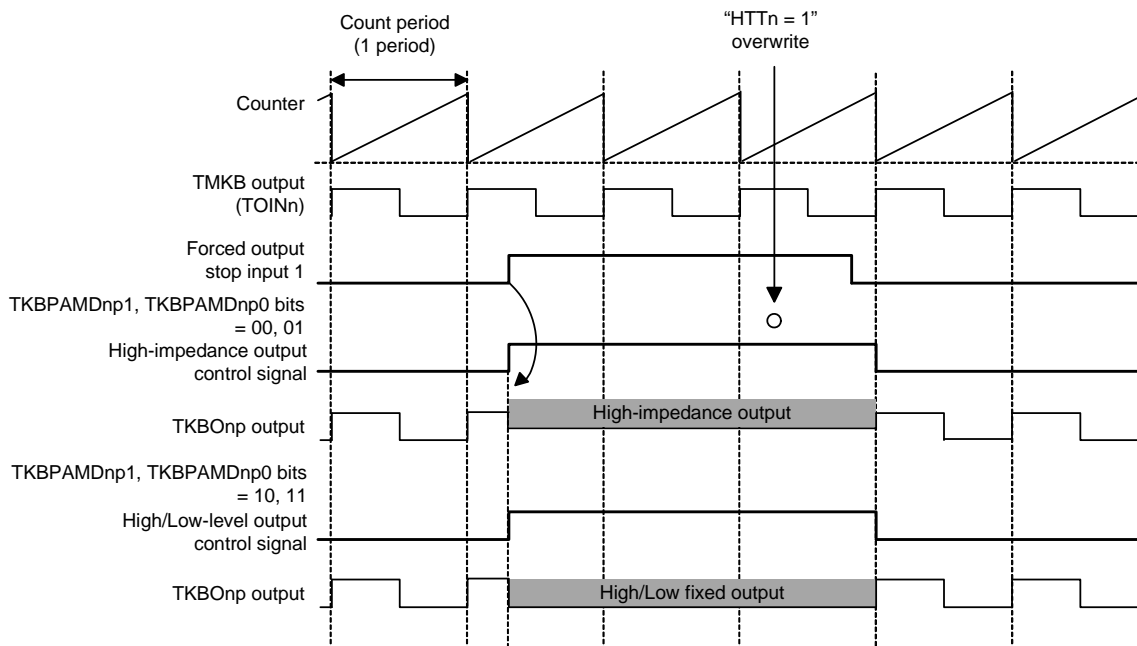 Count period
(1 period)
“HTTn = 1”
overwrite
Counter
TMKB output
(TOINn)
Forced output
stop input 1
TKBPAMDnp1, TKBPAMDnp0 bits
= 00, 01
High-impedance output
control signal
High-impedance output
TKBOnp output
TKBPAMDnp1, TKBPAMDnp0 bits
= 10, 11
High/Low-level output
control signal
TKBOnp output
High/Low fixed output